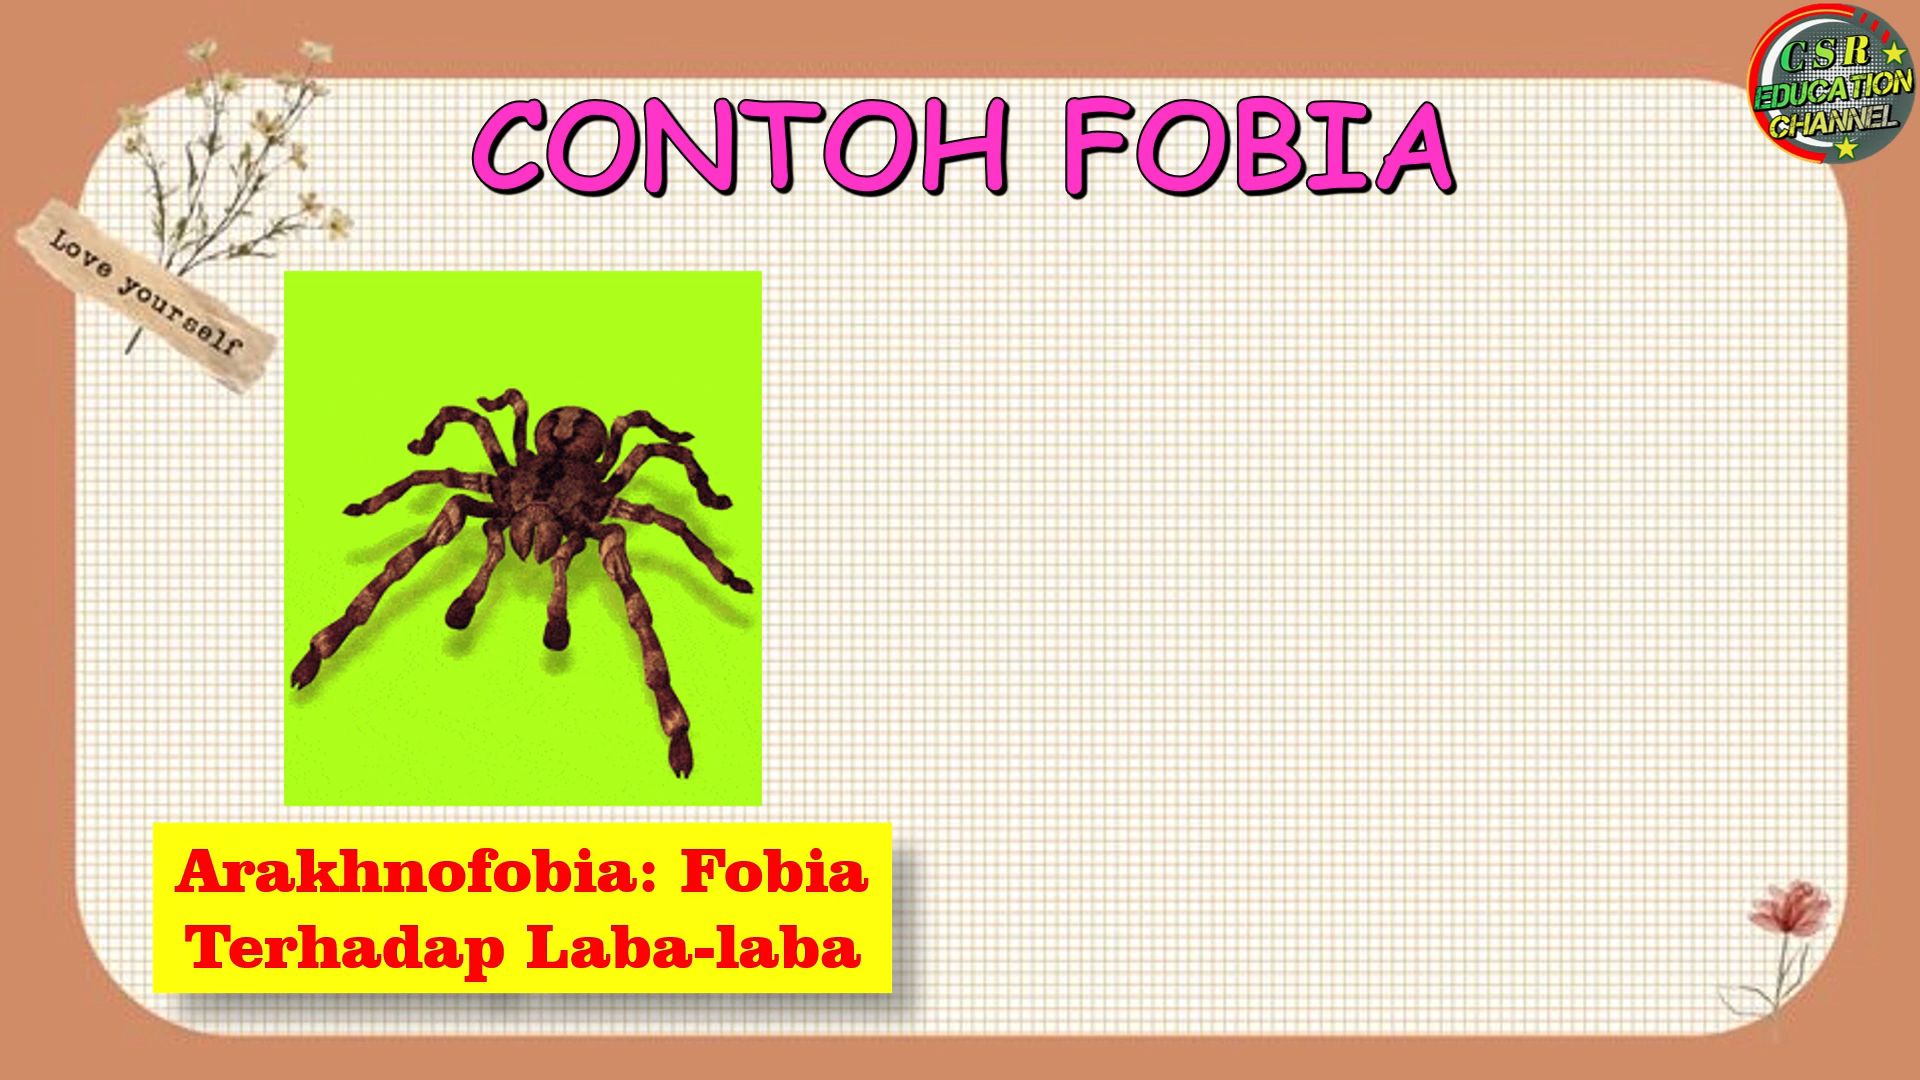 CONTOH FOBIA
CSR
EDUCATION
CHANNEL
Love yourself
Arakhnofobia: Fobia
Terhadap Laba-laba